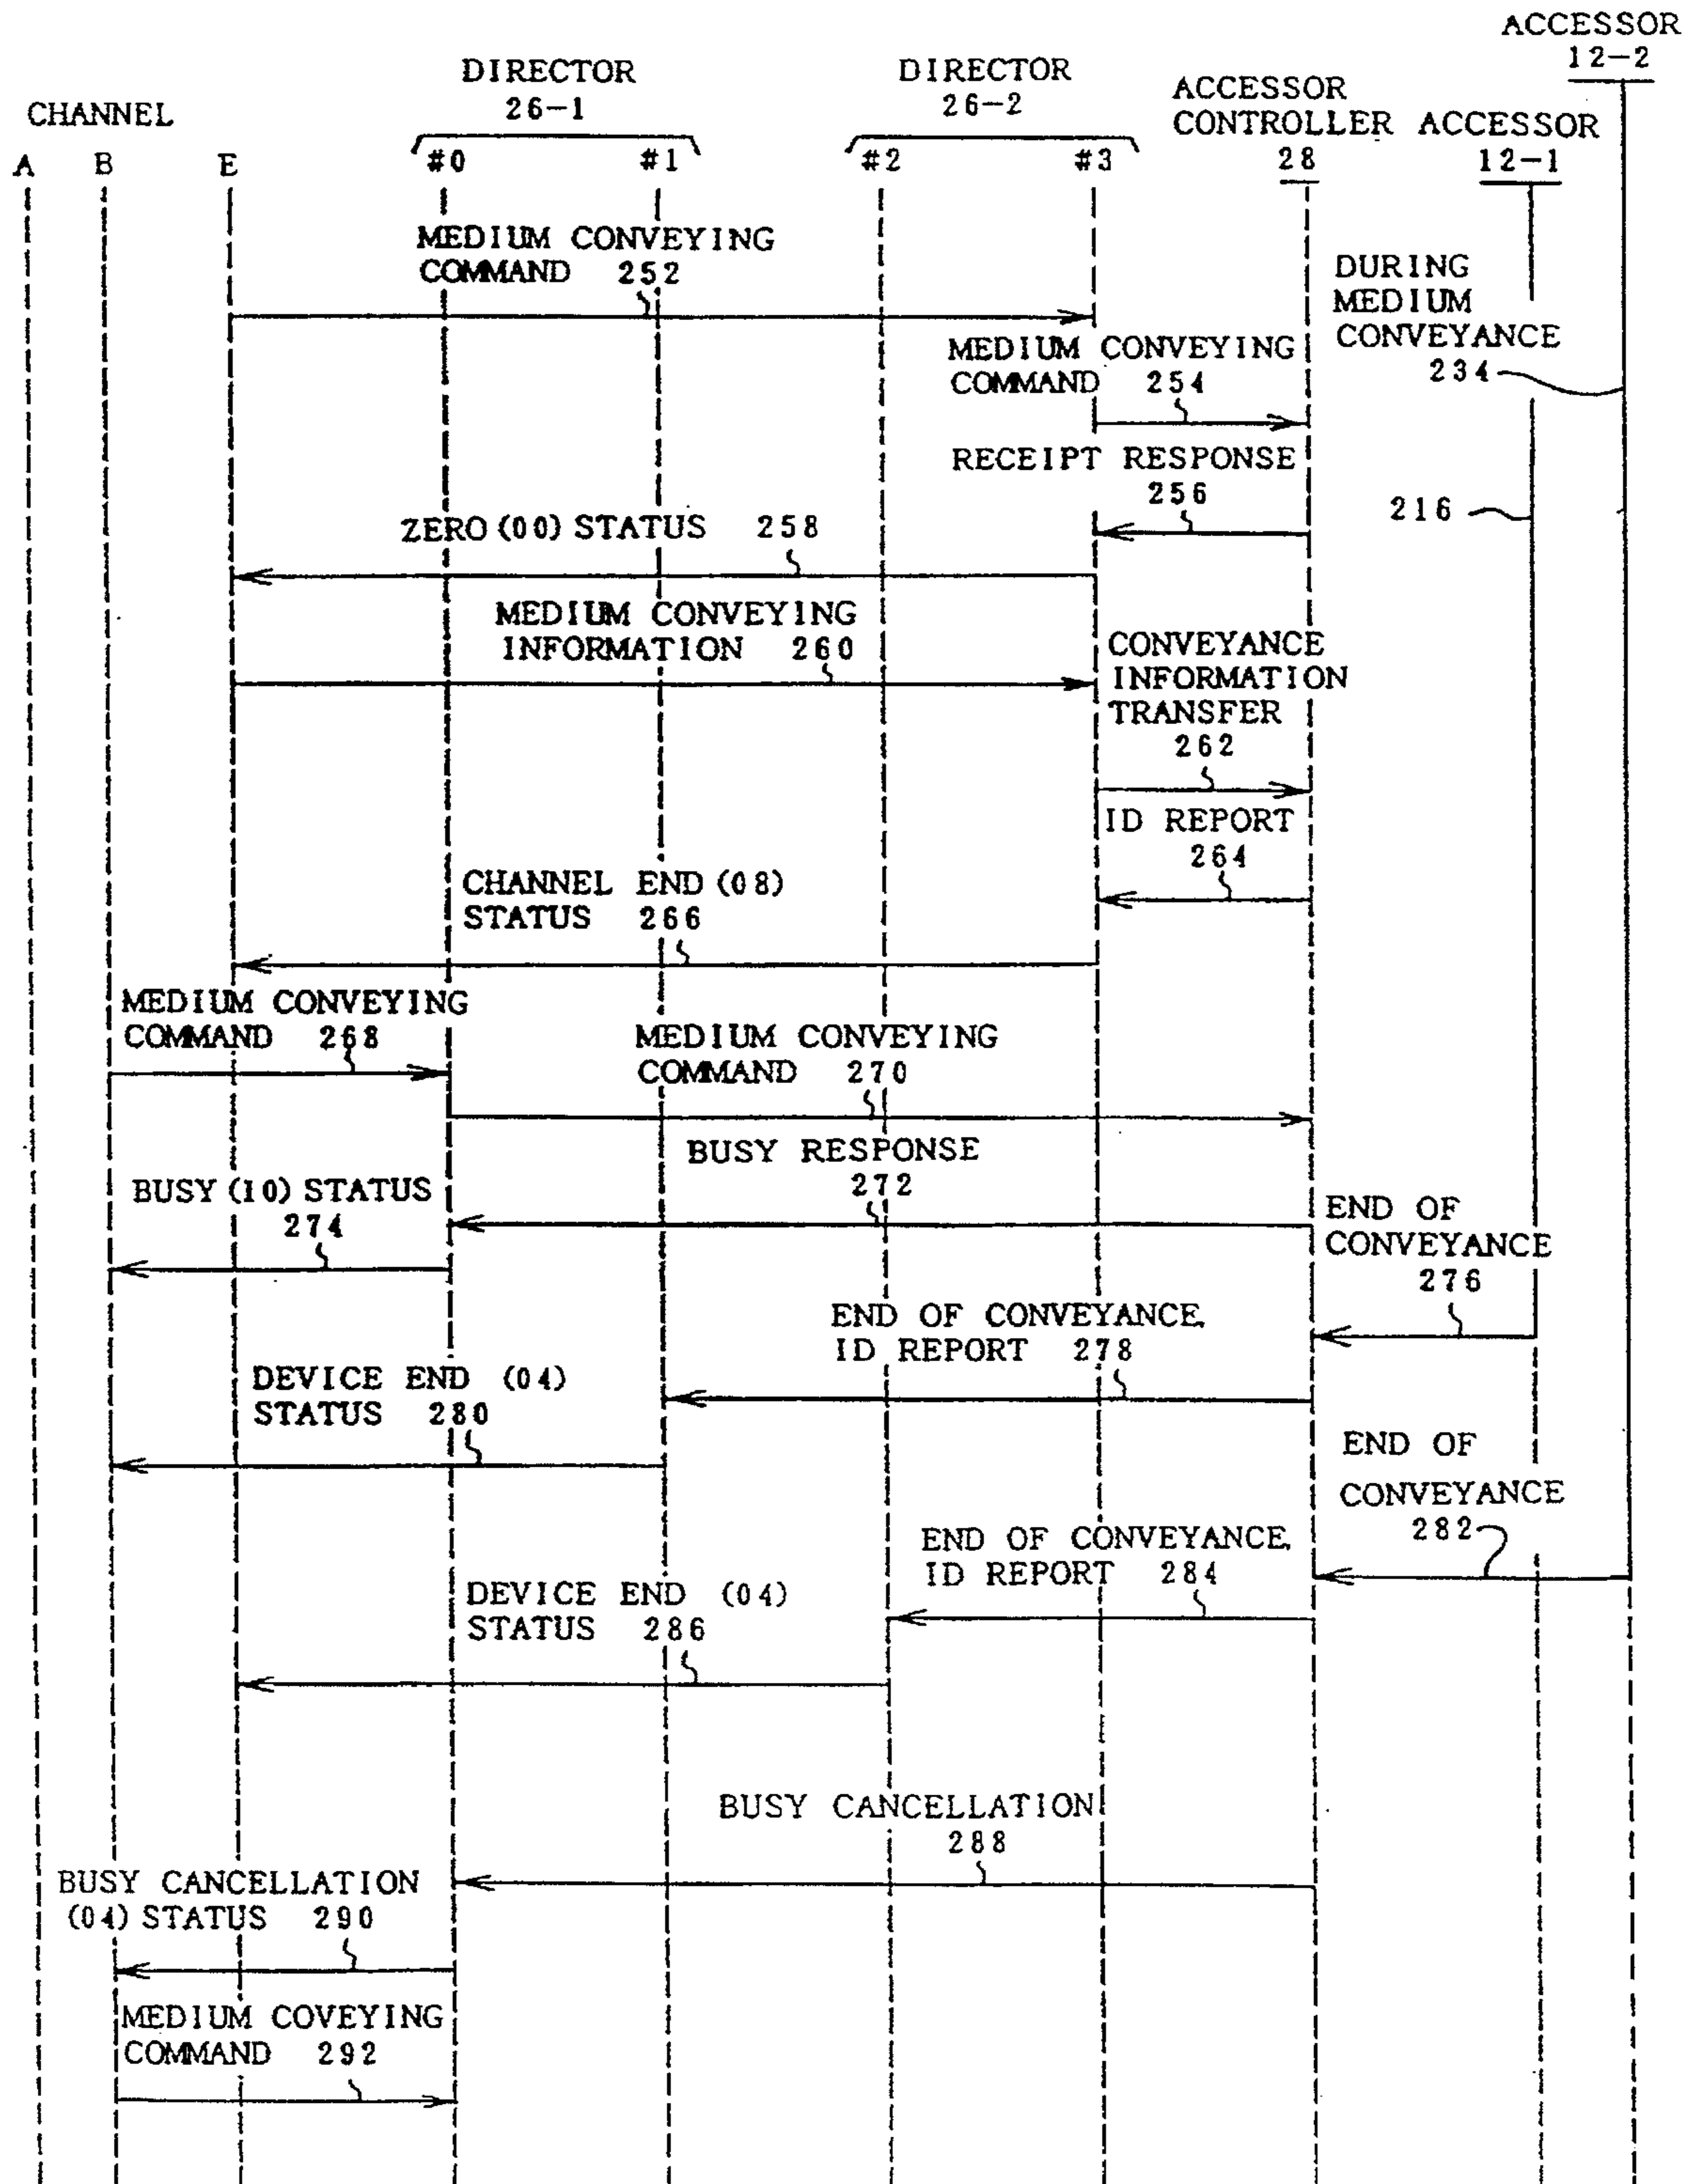 ACCESSOR
12-2
DIRECTOR
26-1
DIRECTOR
26-2
ACCESSOR
CONTROLLER
28
ACCESSOR
12-1
CHANNEL
A
B
E
#0
#1
#2
#3
MEDIUM CONVEYING
COMMAND 252
DURING
MEDIUM
CONVEYANCE
234
MEDIUM CONVEYING
COMMAND 254
RECEIPT RESPONSE
256
216
ZERO (00) STATUS 258
MEDIUM CONVEYING
INFORMATION 260
CONVEYANCE
INFORMATION
TRANSFER
262
ID REPORT
264
CHANNEL END (08)
STATUS 266
MEDIUM CONVEYING
COMMAND 268
MEDIUM CONVEYING
COMMAND 270
BUSY RESPONSE
272
BUSY (10) STATUS
274
END OF
CONVEYANCE
276
END OF CONVEYANCE,
ID REPORT 278
DEVICE END (04)
STATUS 280
END OF
CONVEYANCE
282
END OF CONVEYANCE,
ID REPORT 284
DEVICE END (04)
STATUS 286
BUSY CANCELLATION
288
BUSY CANCELLATION
(04) STATUS 290
MEDIUM COVEYING
COMMAND 292